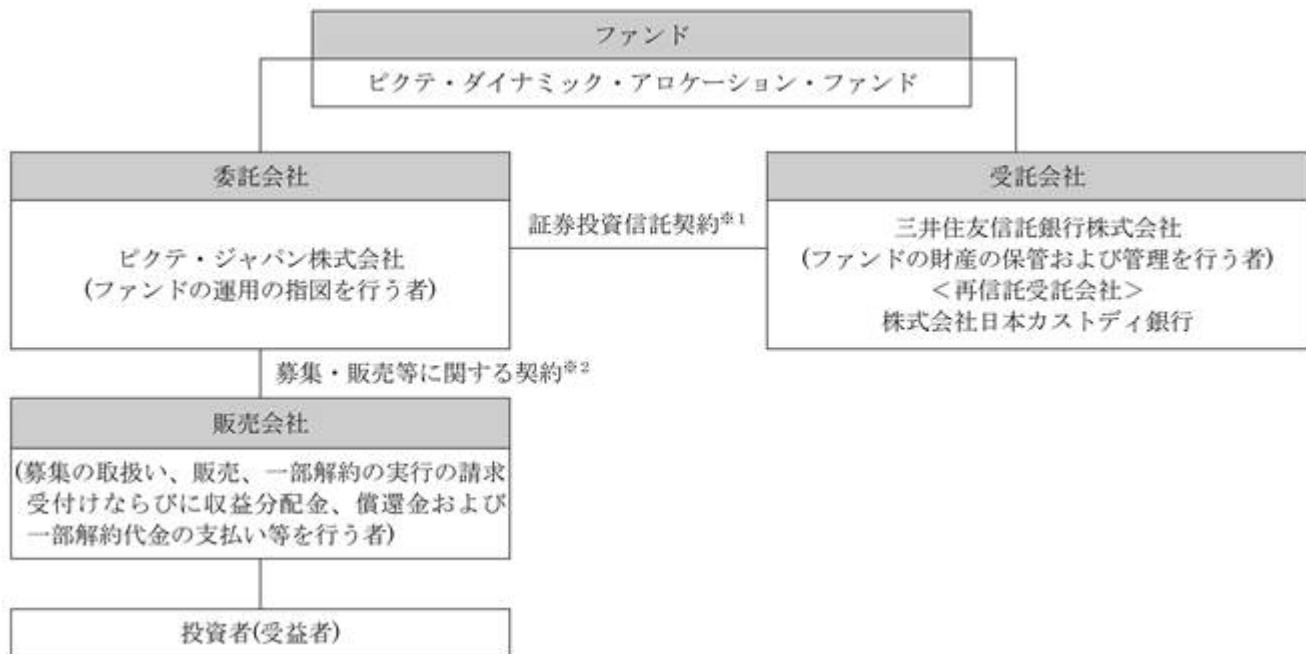 ファンド
ピクテ・ダイナミック・アロケーション・ファンド
委託会社
ピクテ・ジャパン株式会社
(ファンドの運用の指図を行う者)
証券投資信託契約※1
受託会社
三井住友信託銀行株式会社
(ファンドの財産の保管および管理を行う者)
<再信託受託会社>
株式会社日本カストディ銀行
募集・販売等に関する契約※2
販売会社
(募集の取扱い、販売、一部解約の実行の請求
受付けならびに収益分配金、償還金および
一部解約代金の支払い等を行う者)
投資者(受益者)